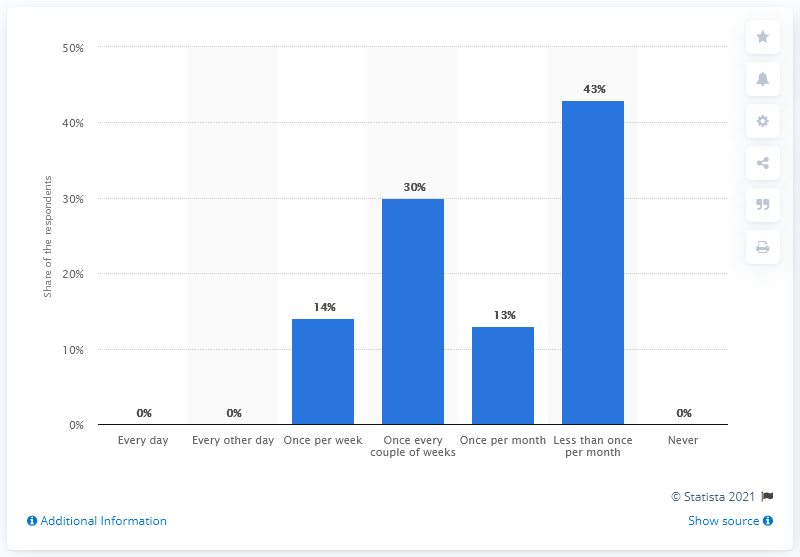 50%
40%
30%
20%
10%
0%
Share of the respondents
0%
0%
14%
30%
13%
43%
0%
Every day
Every other day
Once per week
Once every
couple of weeks
Once per month
Less than once
per month
Never
© Statista 2021
Additional Information
Show source